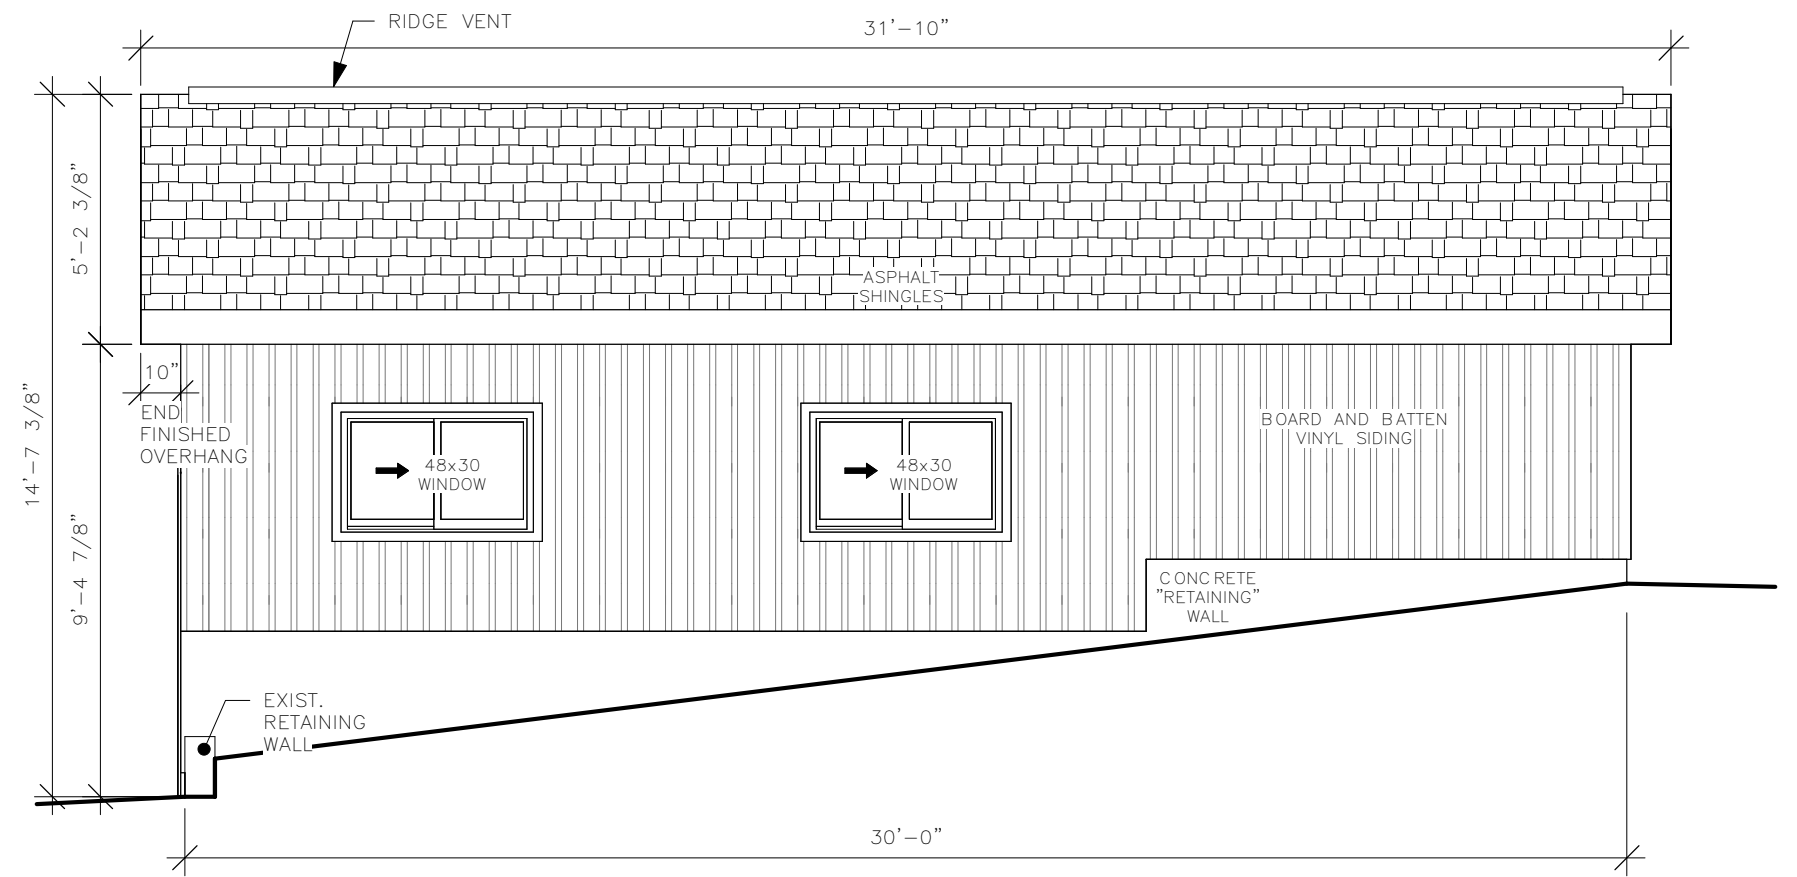 RIDGE VENT
31'-10"
5'-2 3/8"
ASPHALT
SHINGLES
10"
END
FINISHED
OVERHANG
14'-7 3/8"
BOARD AND BATTEN
VINYL SIDING
48x30
WINDOW
48x30
WINDOW
9'-4 7/8"
CONCRETE
"RETAINING"
WALL
EXIST.
RETAINING
WALL
30'-0"